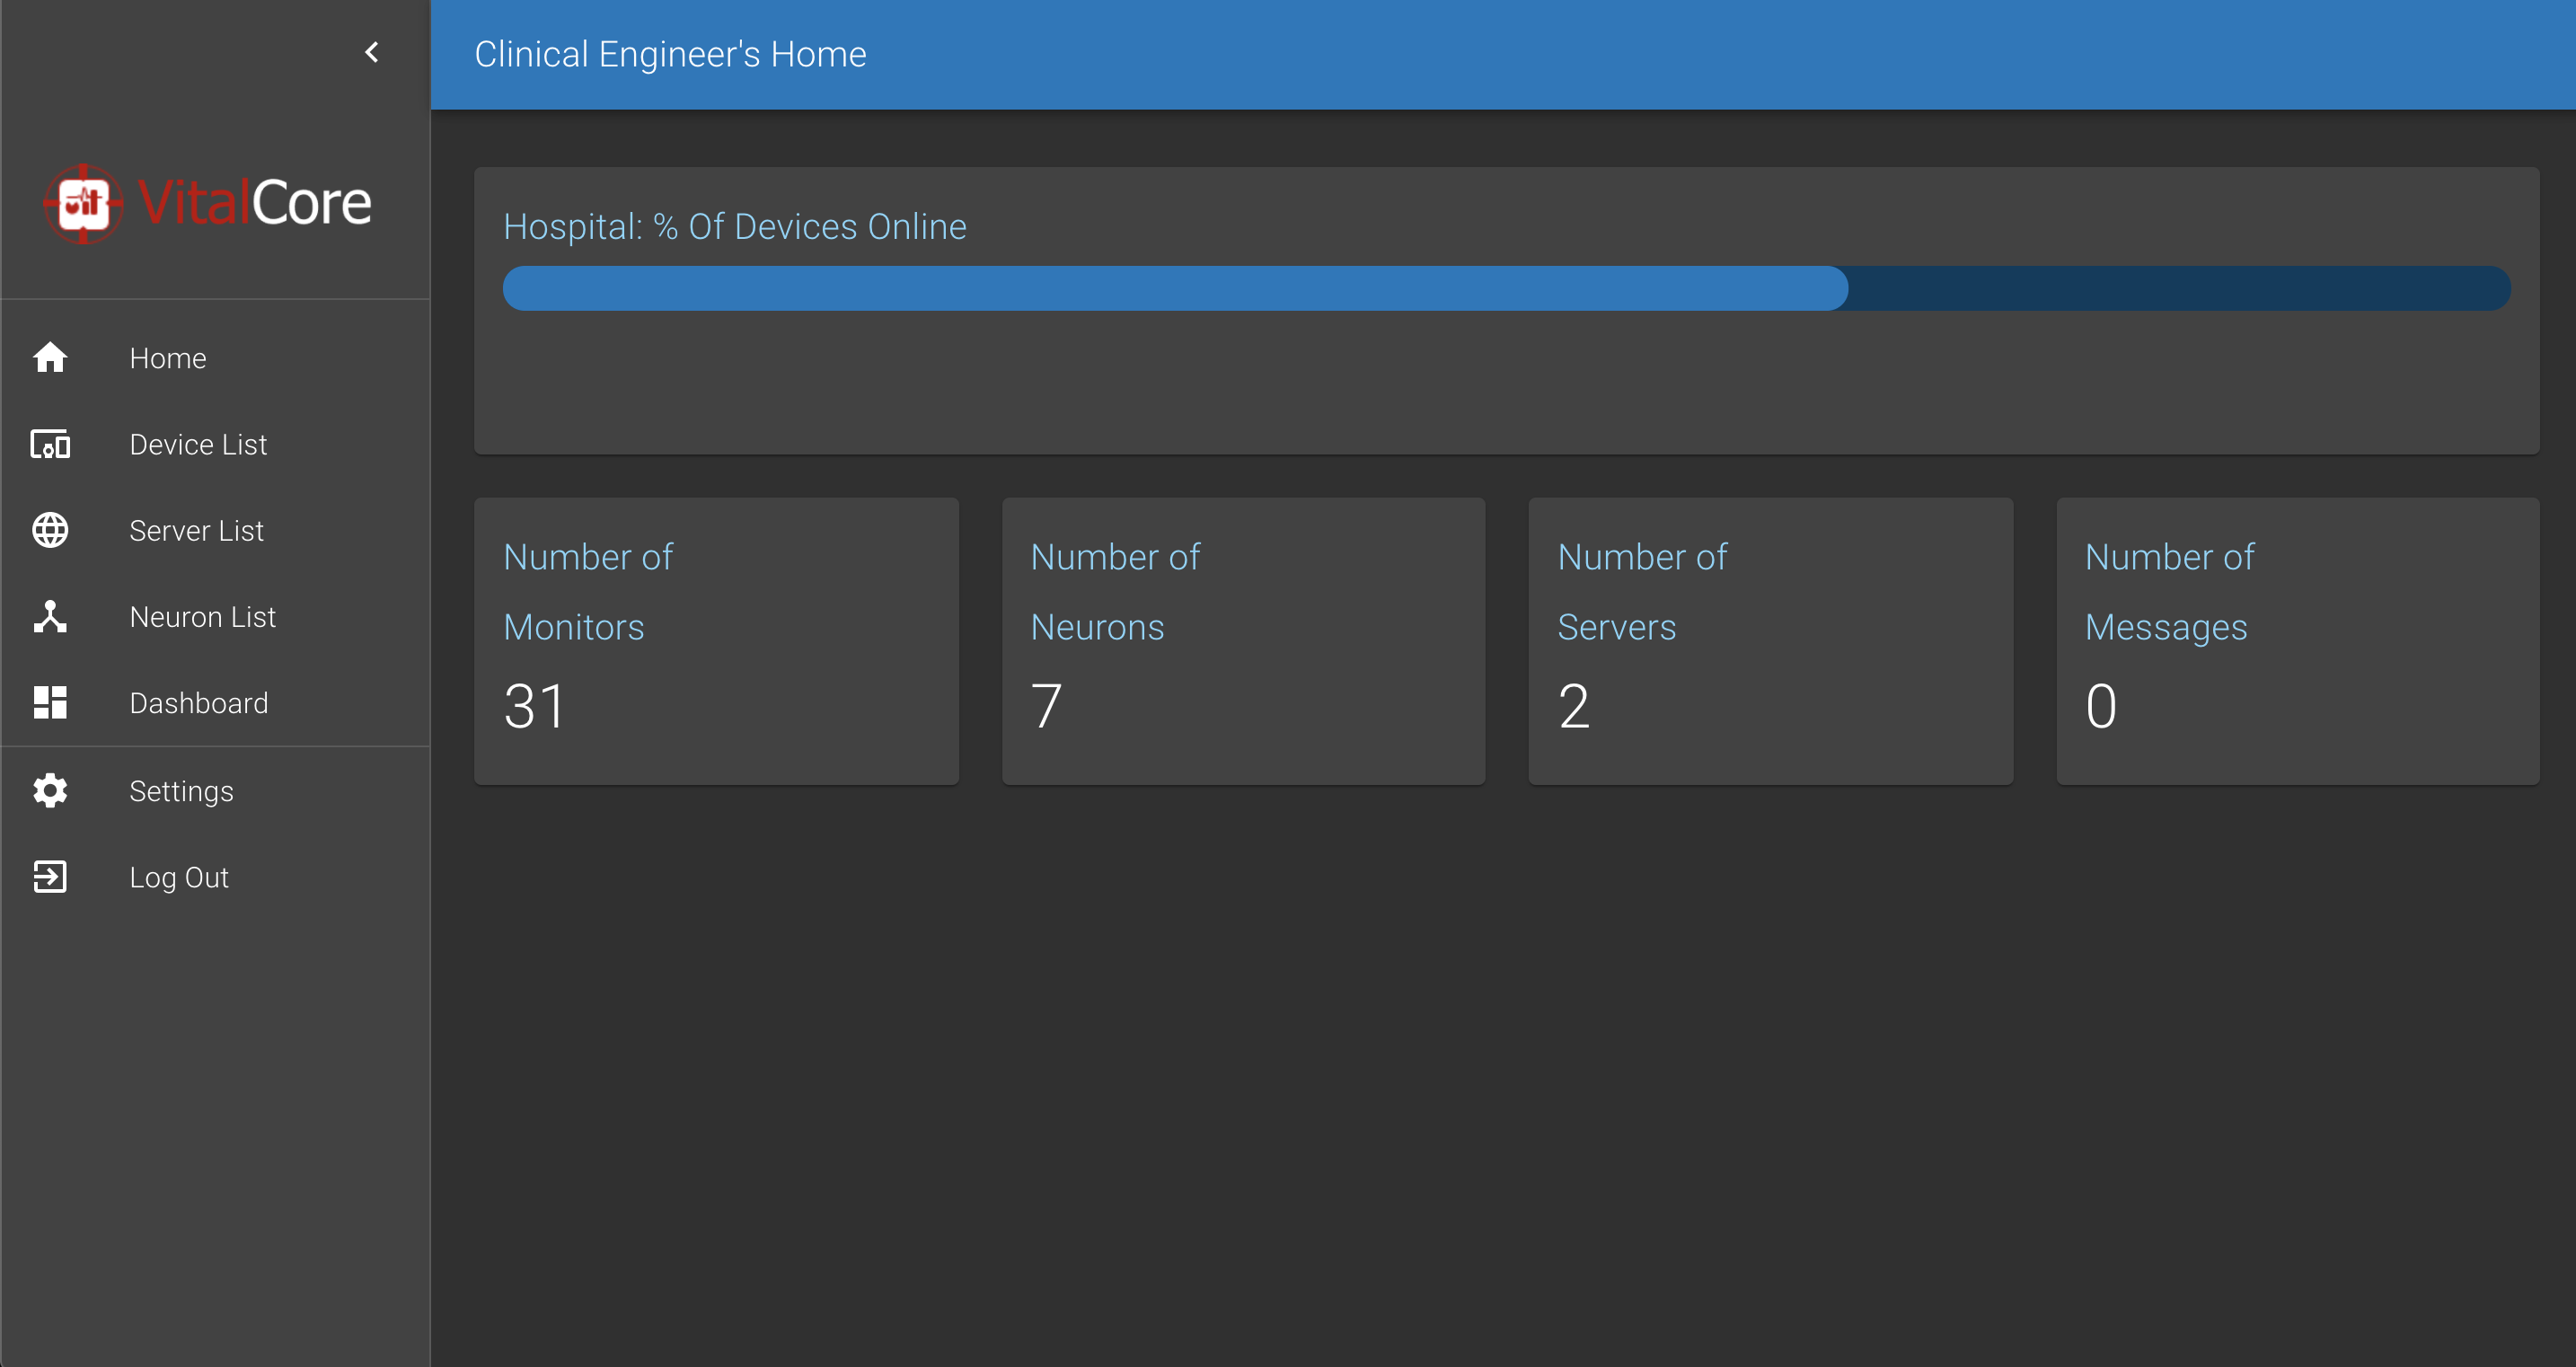 Clinical Engineer's Home
VitalCore
Home
Device List
Server List
Neuron List
Dashboard
Settings
Log Out
Hospital: % Of Devices Online
Number of
Monitors
31
Number of
Neurons
7
Number of
Servers
2
Number of
Messages
0